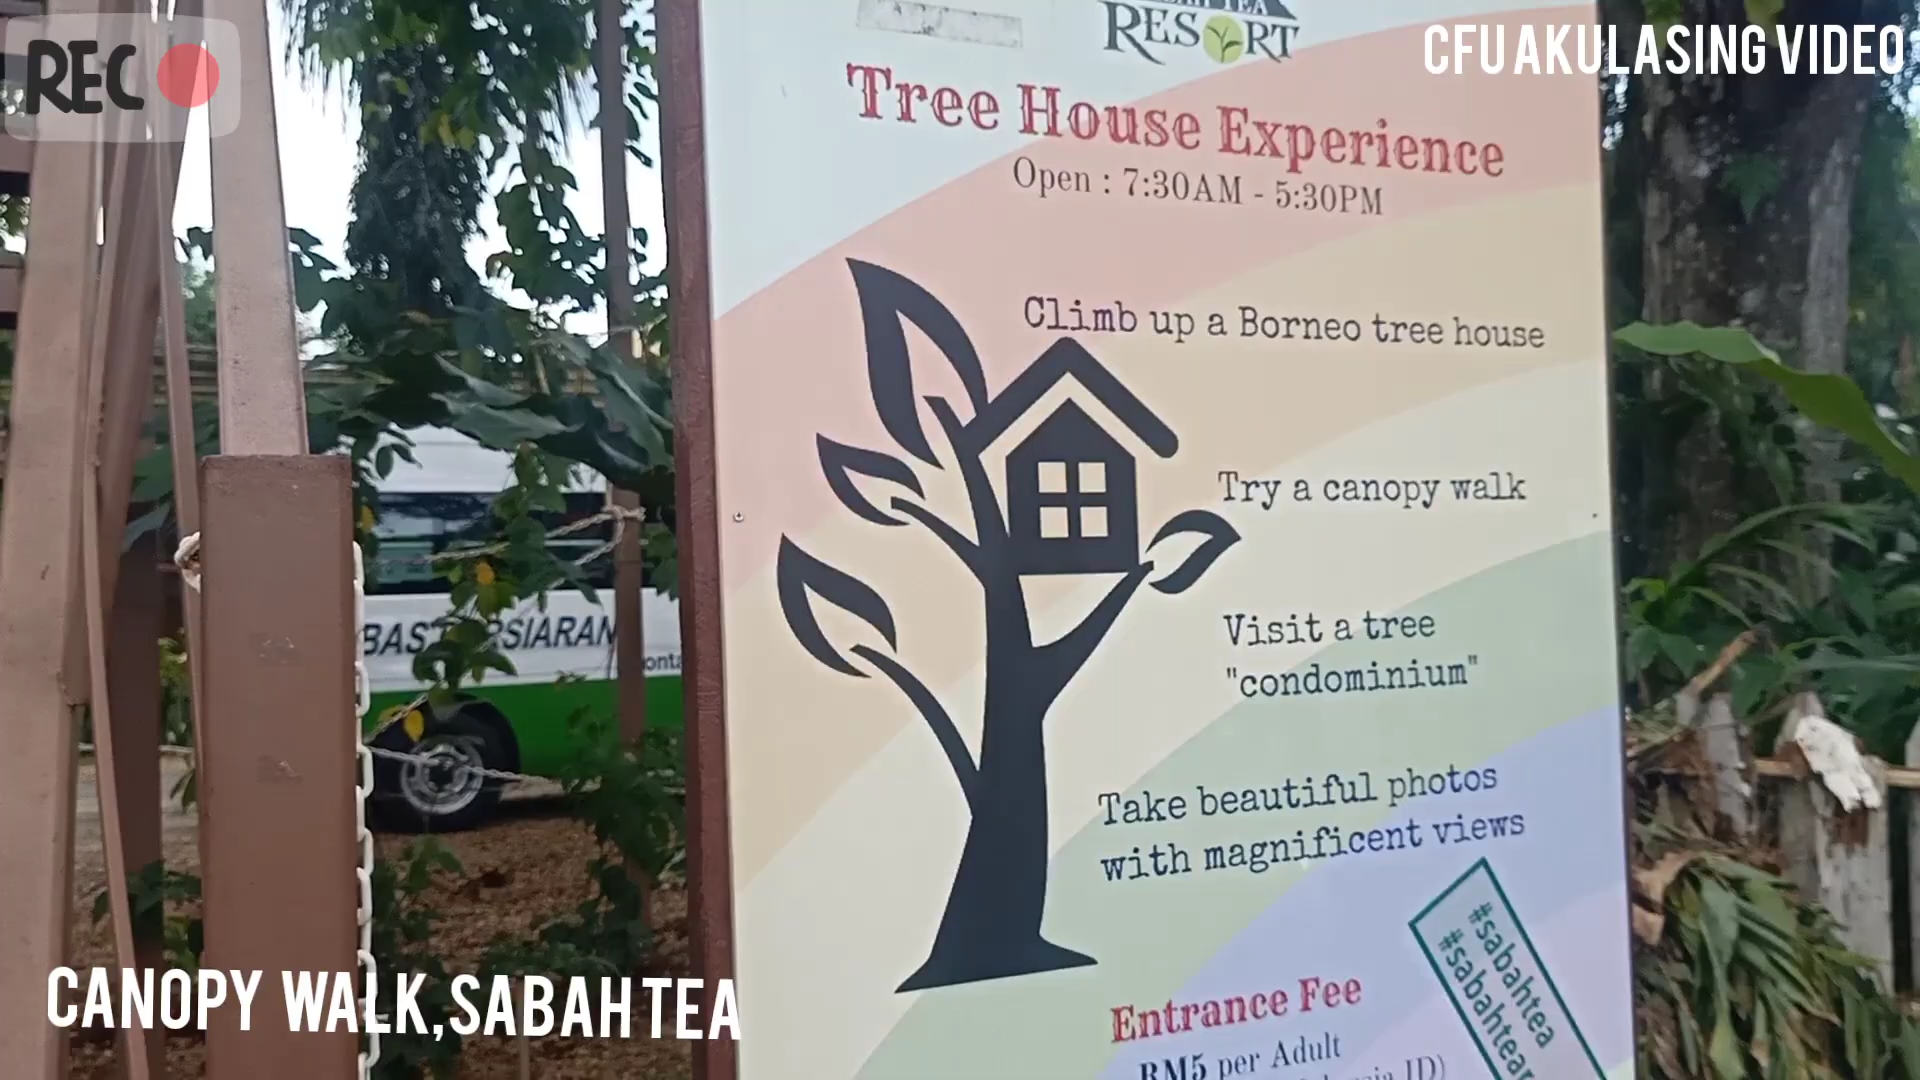 REC
CFU AKULASING VIDEO
RESORT
Tree House Experience
Open : 7:30AM - 5:30PM
Climb up a Borneo tree house
Try a canopy walk
Visit a tree
"condominium"
Take beautiful photos
with magnificent views
#sabahtea
Entrance Fee
RM5 per Adult
ID)
BAS
CANOPY WALK,SABAH TEA